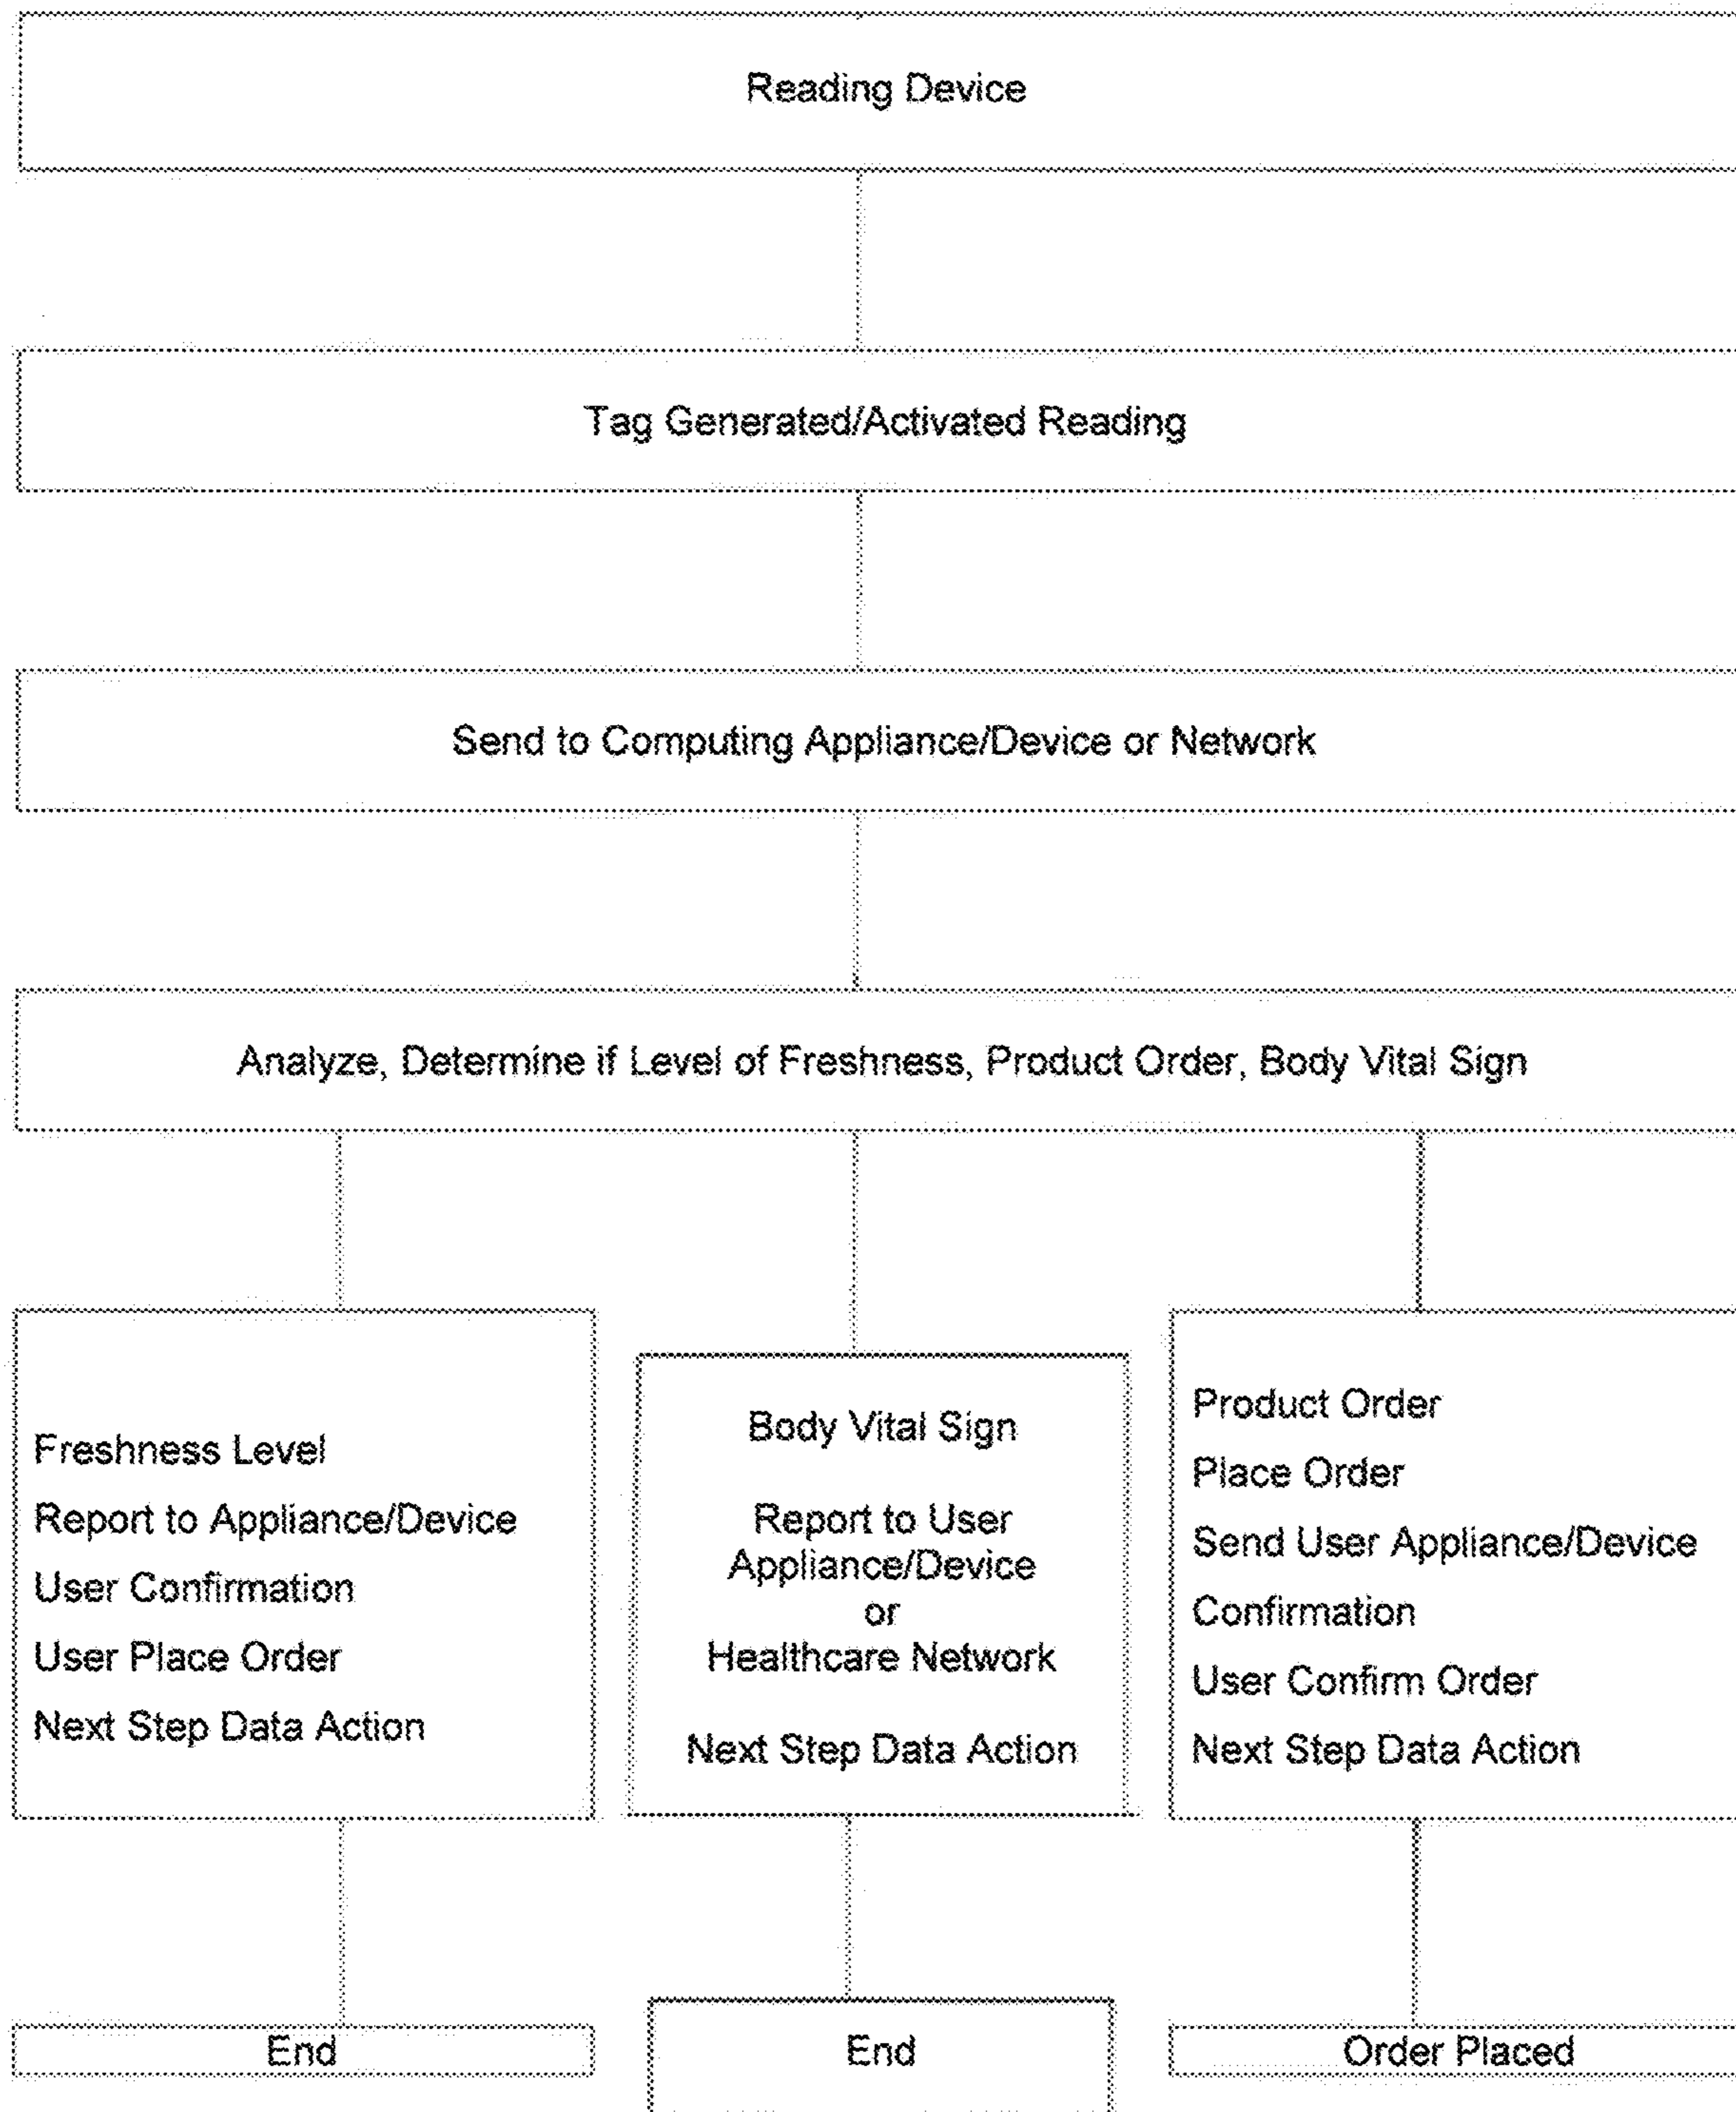 Reading Device
Tag Generated/Activated Reading
Send to Computing Appliance/Device or Network
Analyze, Determine if Level of Freshness, Product Order, Body Vital Sign
Freshness Level
Report to Appliance/Device
User Confirmation
User Place Order
Next Step Data Action
Body Vital Sign
Report to User
Appliance/Device
or
Healthcare Network
Next Step Data Action
Product Order
Place Order
Send User Appliance/Device
Confirmation
User Confirm Order
Next Step Data Action
End
End
Order Placed